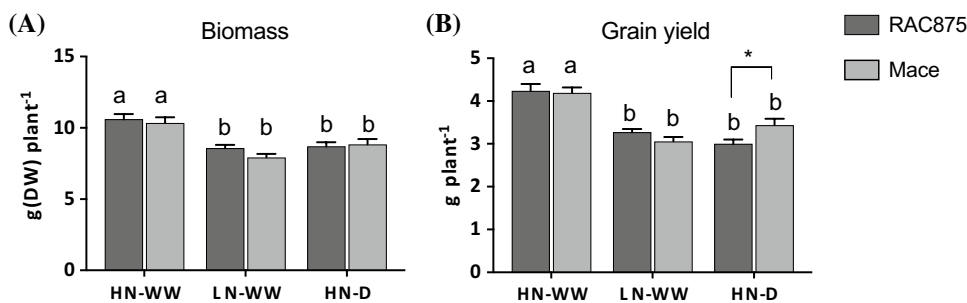 (A)
Biomass
g(DW) plant-1
15
10
5
0
a a b b b b
HN-WW LN-WW HN-D
(B)
Grain yield
g plant-1
5
4
3
2
1
0
a a b b b b
*
HN-WW LN-WW HN-D
RAC875
Mace